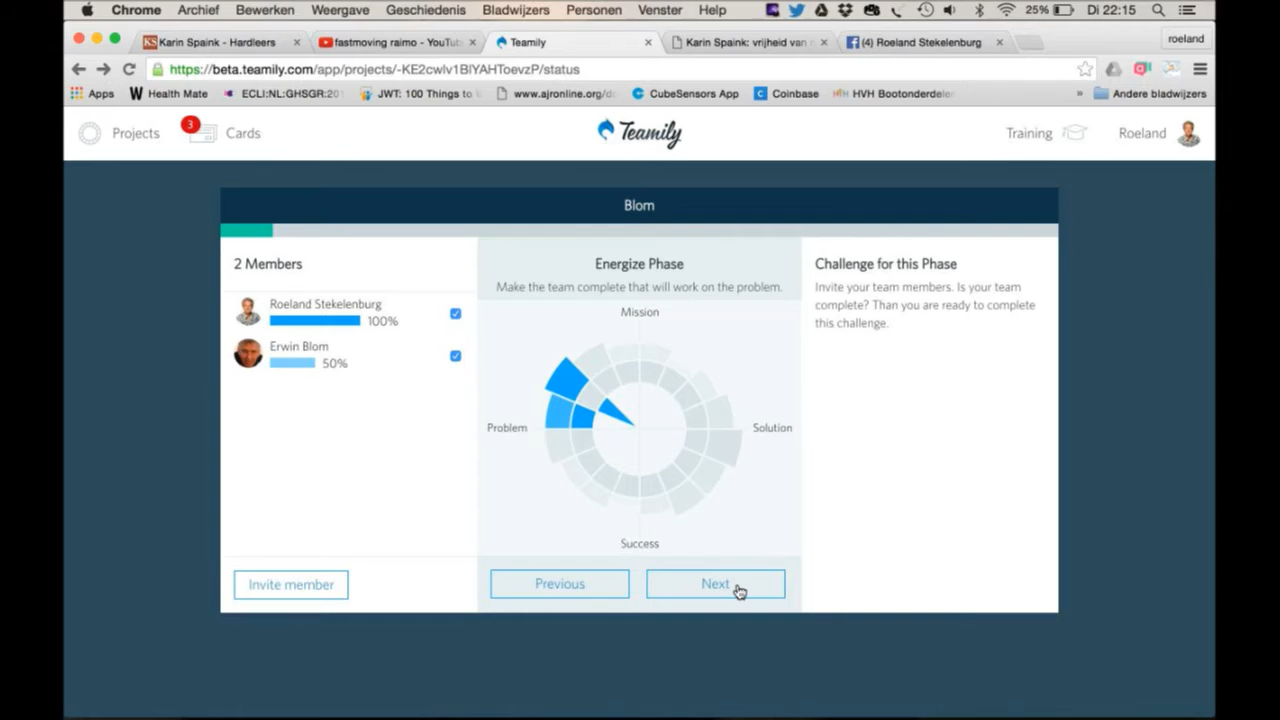 Chrome Archief Bewerken Weergave Geschiedenis Bladwijzers Personen Venster Help 25% Di 22:15
Karin Spaink - Hardleers fastmoving raimo - YouTu Teamily Karin Spaink: vrijheid van (4) Roeland Stekelenburg roeland
https://beta.teamily.com/app/projects/-KE2cwlv1BlYAHToevzP/status
Apps Health Mate ECLI:NL:GHSGR:20 JWT: 100 Things to www.ajronline.org/do CubeSensors App Coinbase HVH Bootonderdele » Andere bladwijzers
Projects 3 Cards Teamily Training Roeland
Blom
2 Members
Roeland Stekelenburg
100%
Erwin Blom
50%
Invite member
Energize Phase
Make the team complete that will work on the problem.
Mission
Problem
Solution
Success
Previous Next
Challenge for this Phase
Invite your team members. Is your team
complete? Than you are ready to complete
this challenge.